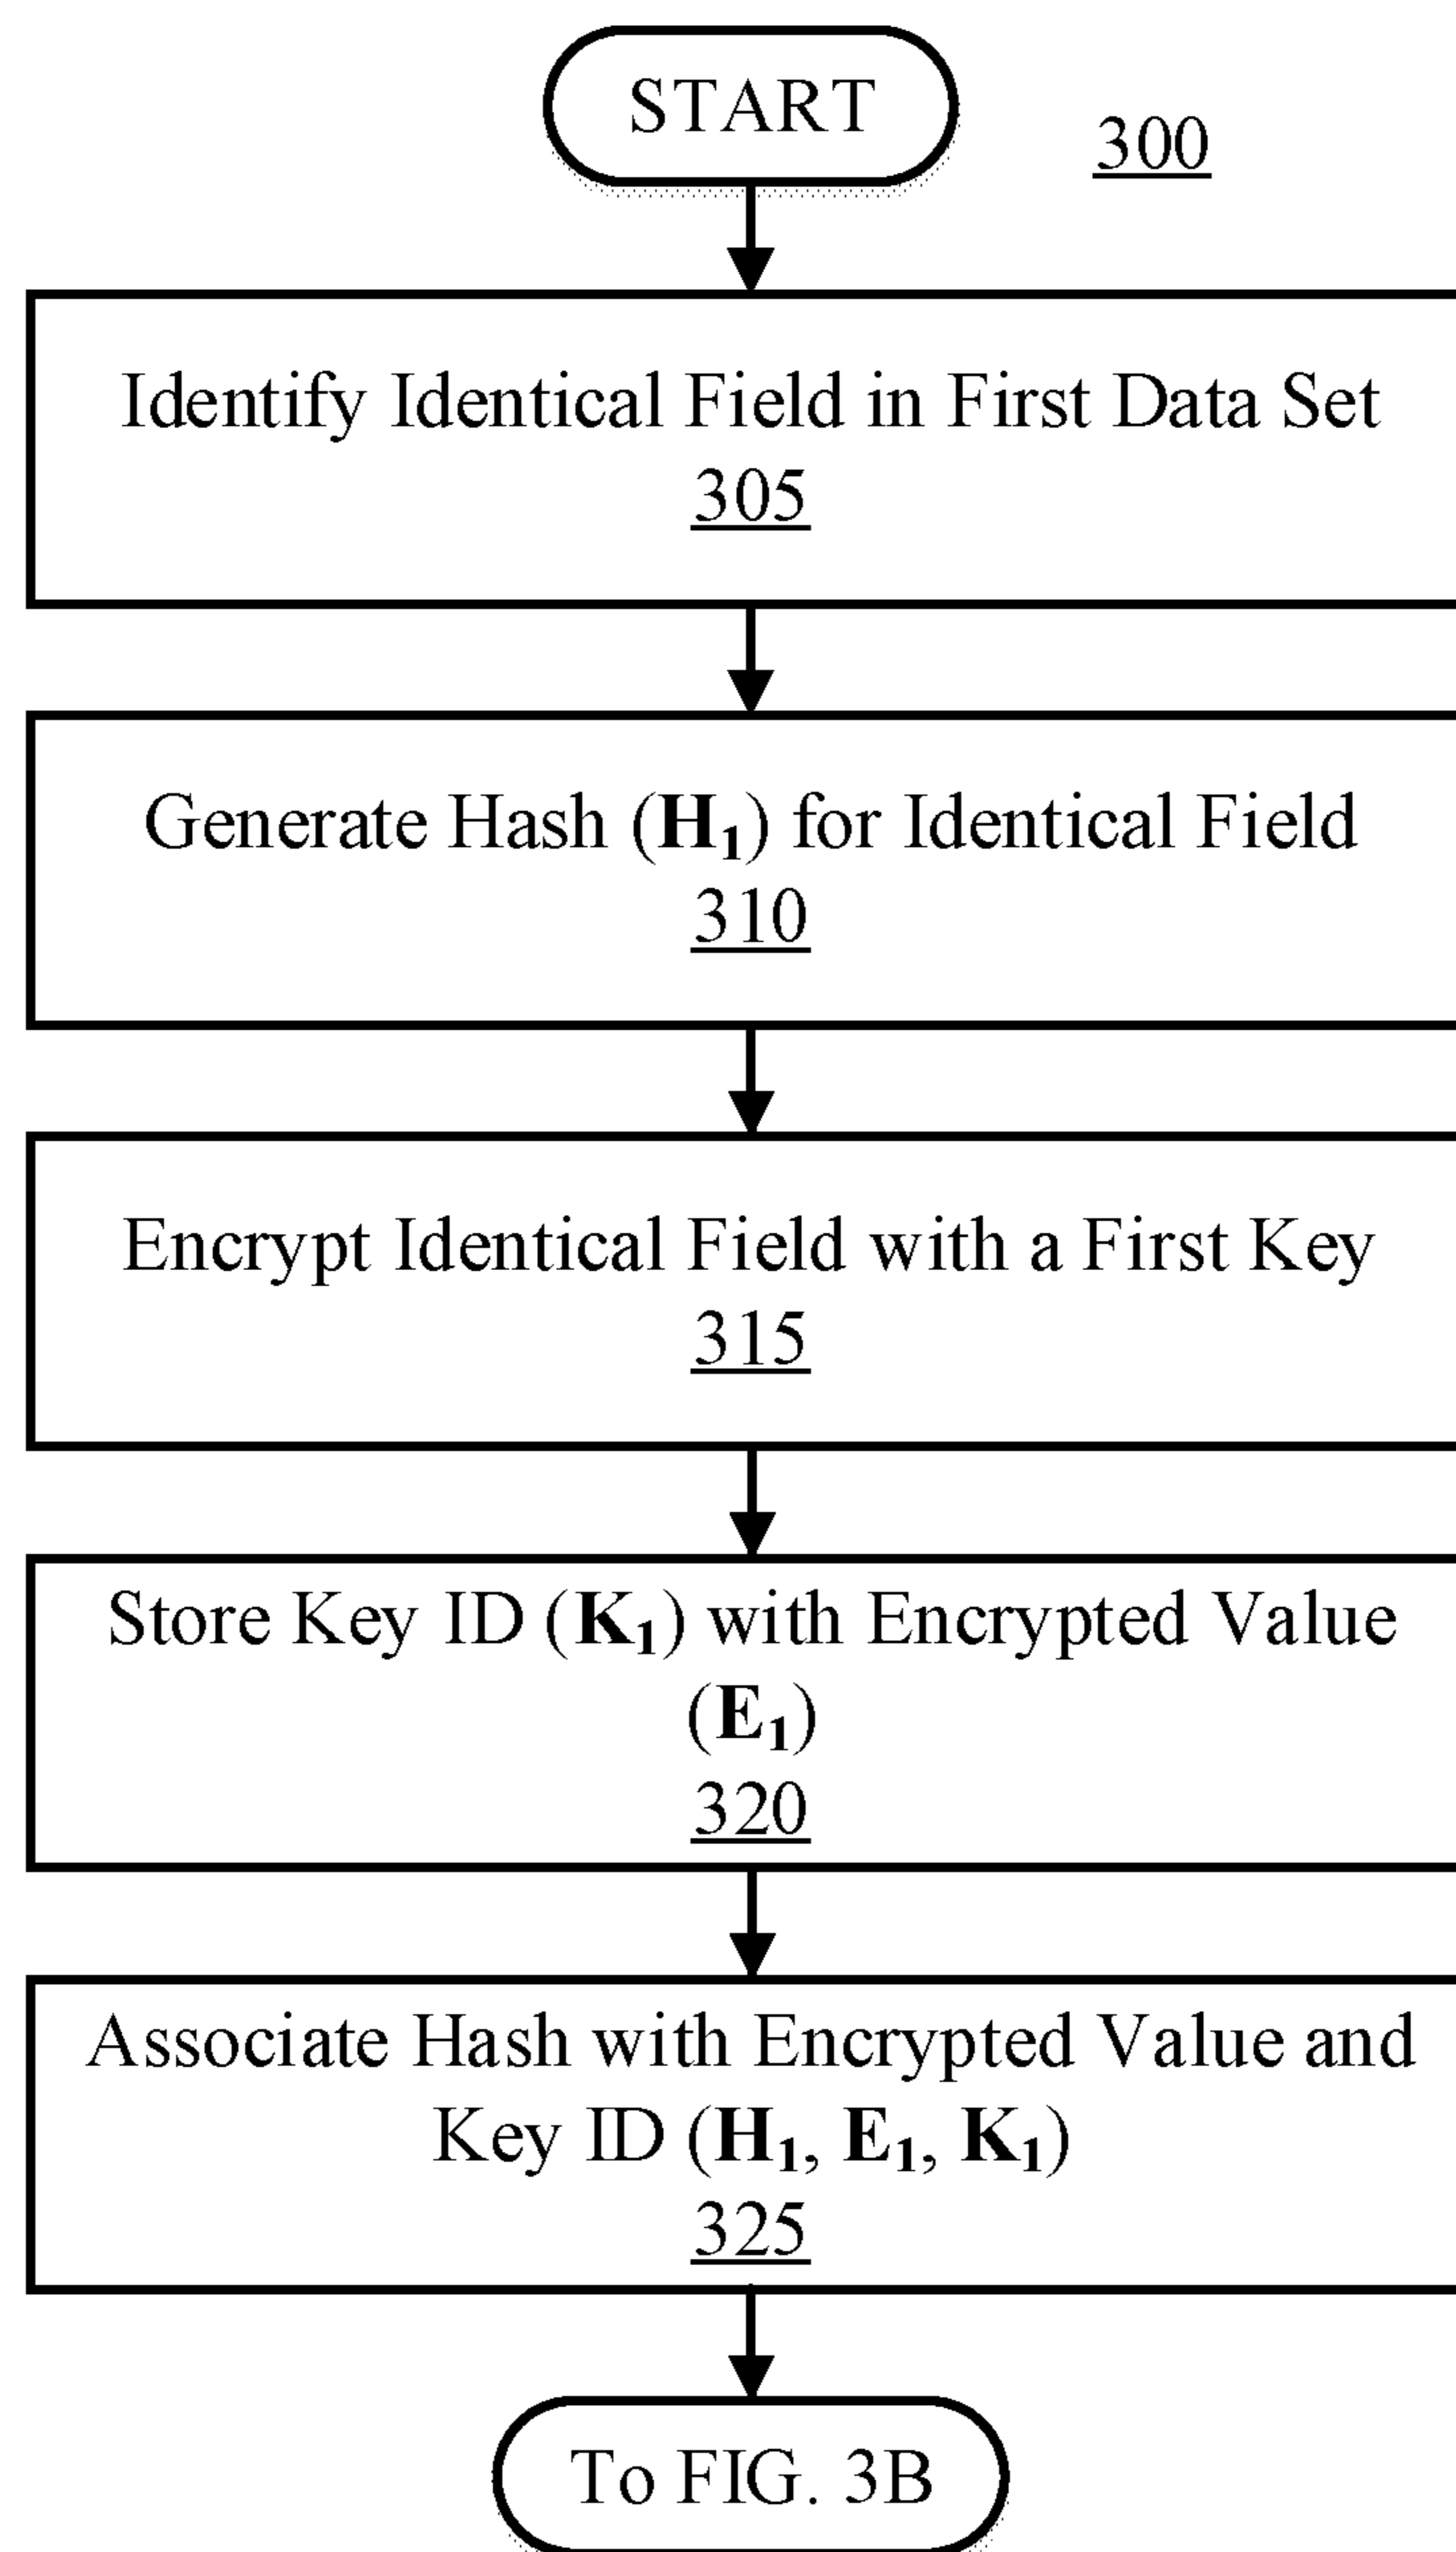 START
300
Identify Identical Field in First Data Set
305
Generate Hash (H₁) for Identical Field
310
Encrypt Identical Field with a First Key
315
Store Key ID (K₁) with Encrypted Value
(E₁)
320
Associate Hash with Encrypted Value and
Key ID (H₁, E₁, K₁)
325
To FIG. 3B